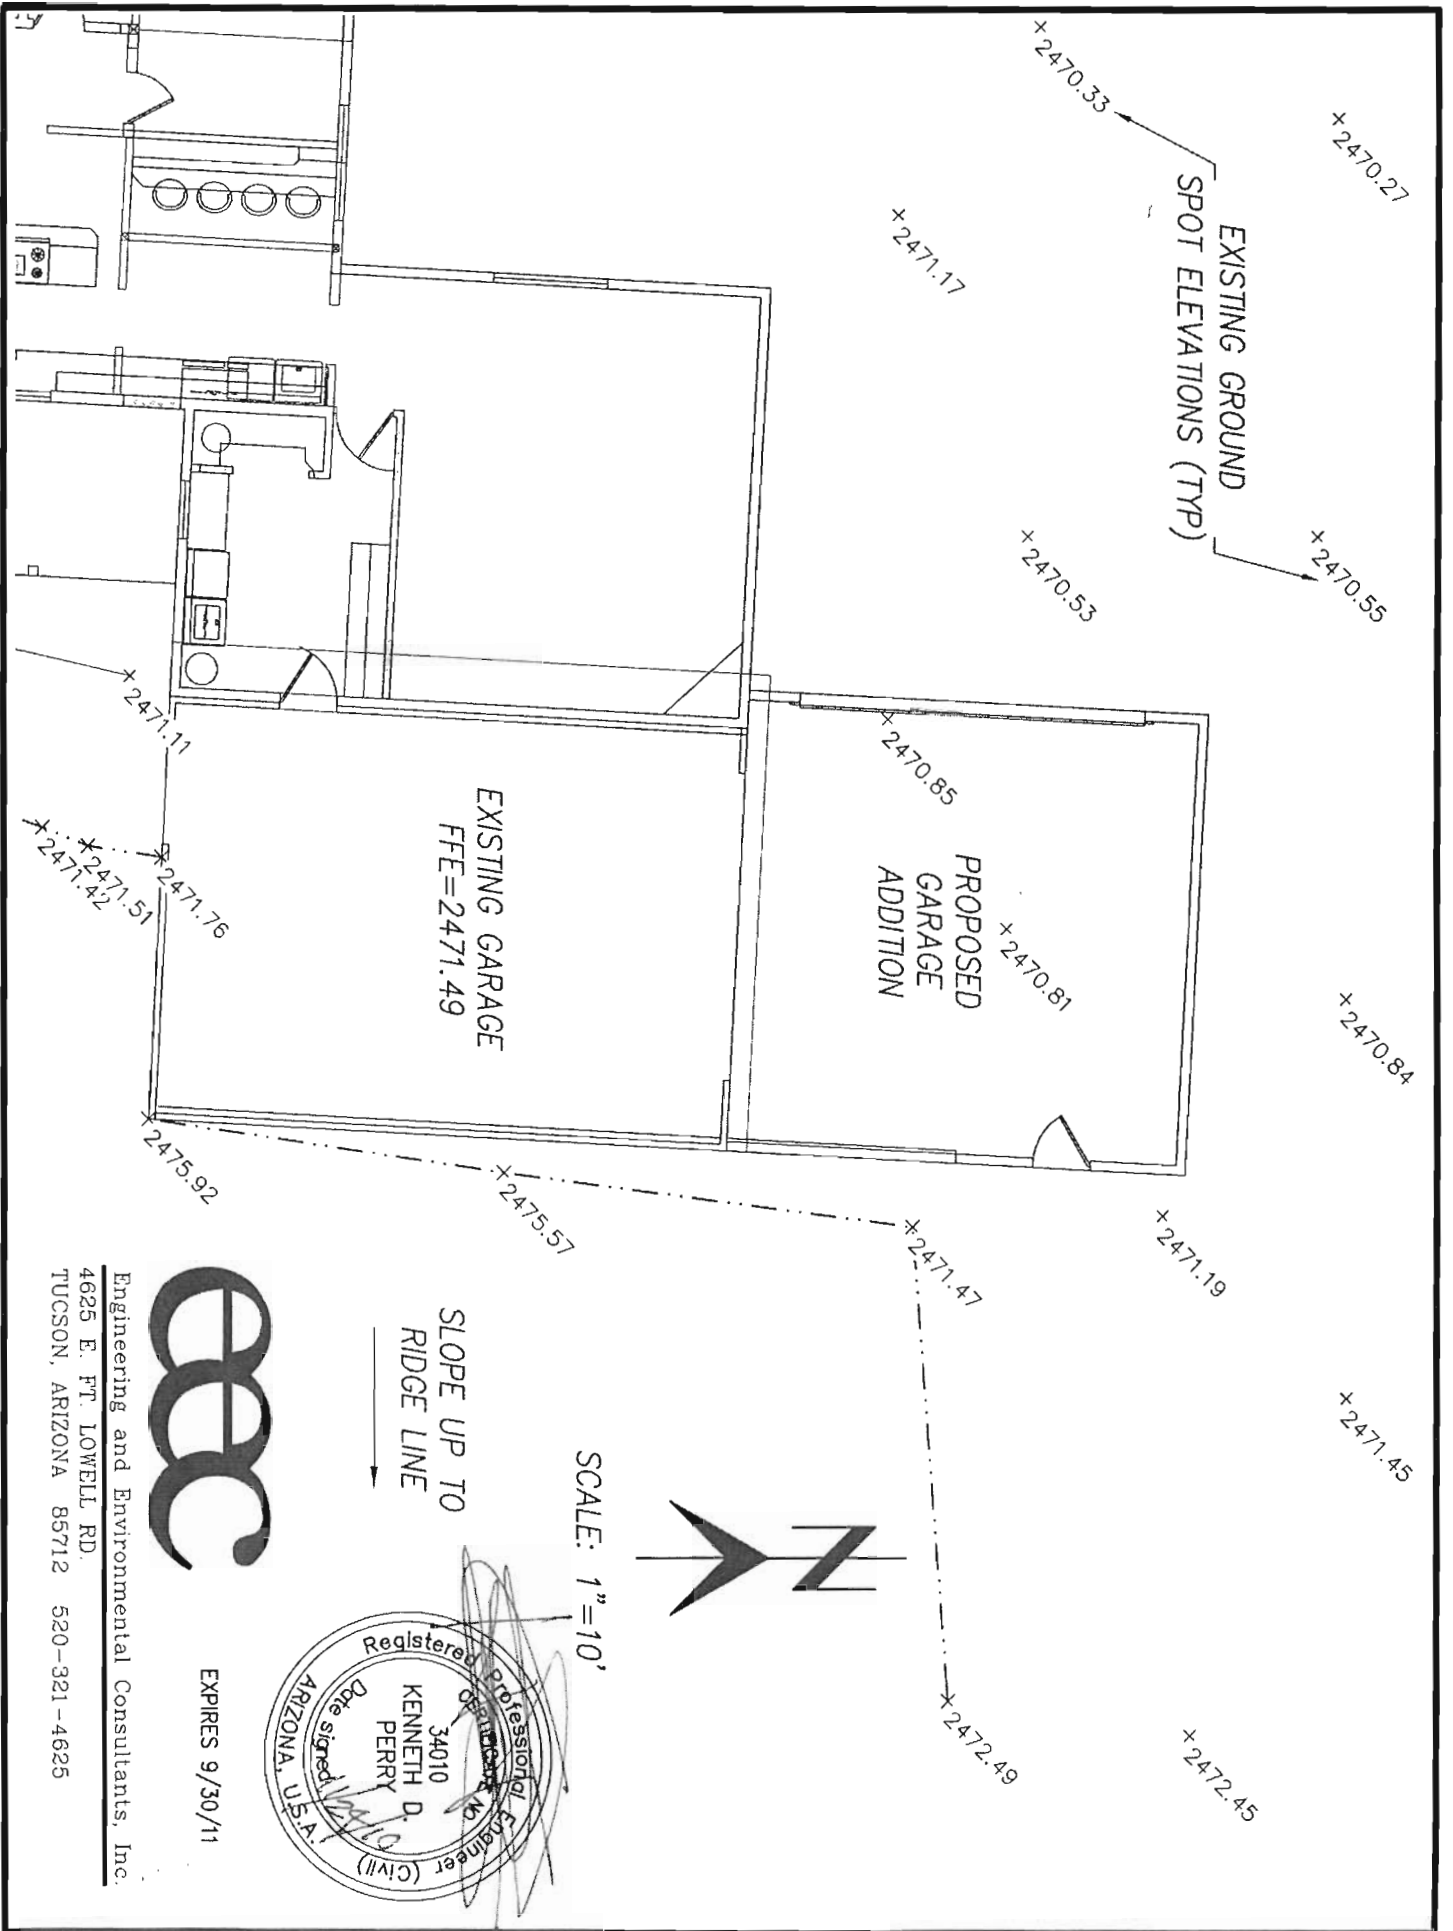 2470.27
2470.33
EXISTING GROUND
SPOT ELEVATIONS (TYP)
2471.17
2470.55
2470.53
2470.85
2470.81
2470.84
PROPOSED
GARAGE
ADDITION
EXISTING GARAGE
FFE=2471.49
2471.11
2471.76
2471.51
2471.42
2475.92
2475.57
2471.47
2471.19
2471.45
2472.49
2472.45
N
SCALE: 1"=10'
SLOPE UP TO
RIDGE LINE
eec
Engineering and Environmental Consultants, Inc.
4625 E. FT. LOWELL RD.
TUCSON, ARIZONA 85712 520-321-4625
Registered Professional Engineer (Civil)
CERTIFICATE NO.
34010
KENNETH D.
PERRY
Date signed
ARIZONA, U.S.A.
EXPIRES 9/30/11